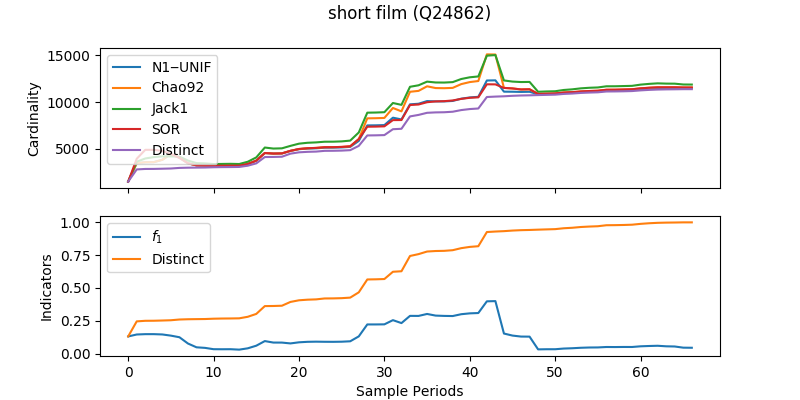 short film (Q24862)
Cardinality
15000
10000
5000
N1‒UNIF
Chao92
Jack1
SOR
Distinct
Indicators
1.00
0.75
0.50
0.25
0.00
f₁
Distinct
0 10 20 30 40 50 60
Sample Periods